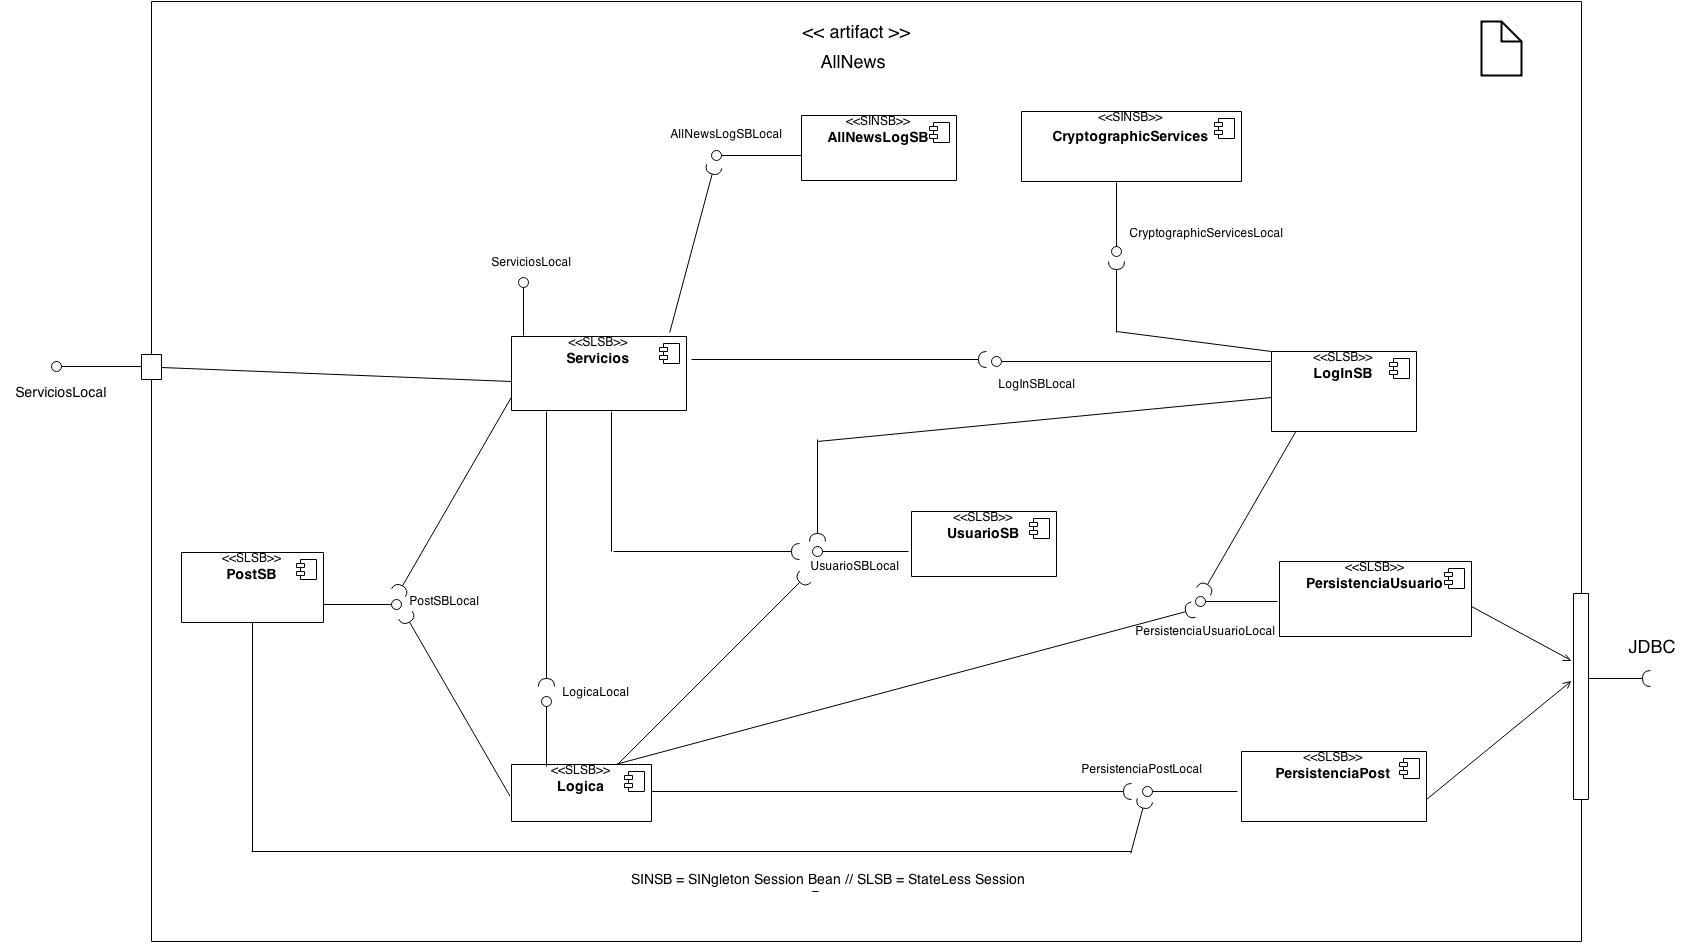 << artifact >>
AllNews
AllNewsLogSBLocal
<<SINSB>>
AllNewsLogSB
<<SINSB>>
CryptographicServices
CryptographicServicesLocal
ServiciosLocal
<<SLSB>>
Servicios
ServiciosLocal
LogInSBLocal
<<SLSB>>
LogInSB
<<SLSB>>
UsuarioSB
UsuarioSBLocal
<<SLSB>>
PostSB
PostSBLocal
<<SLSB>>
PersistenciaUsuario
PersistenciaUsuarioLocal
JDBC
LogicaLocal
<<SLSB>>
Logica
PersistenciaPostLocal
<<SLSB>>
PersistenciaPost
SINSB = SINgleton Session Bean // SLSB = StateLess Session